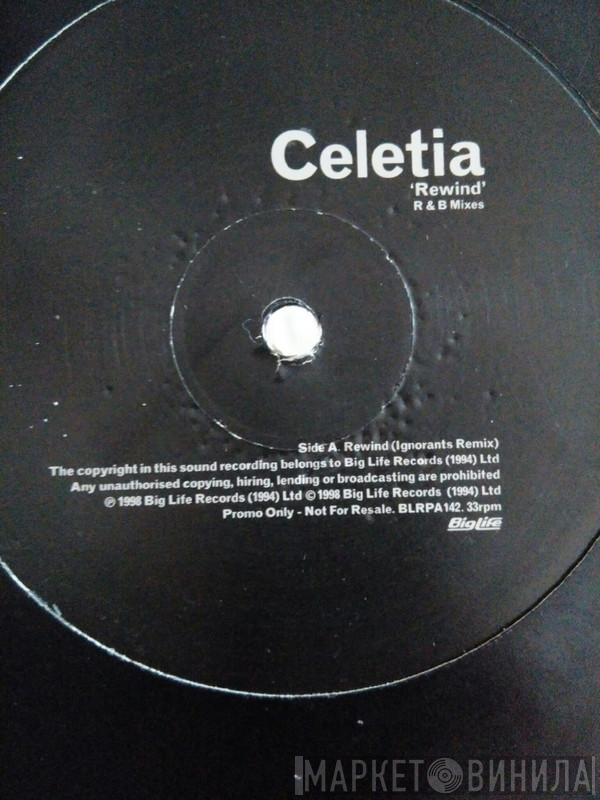 Celetia
'Rewind'
R & B Mixes
Side A. Rewind (Ignorants Remix)
The copyright in this sound recording belongs to Big Life Records (1994) Ltd
Any unauthorised copying, hiring, lending or broadcasting are prohibited
℗ 1998 Big Life Records (1994) Ltd © 1998 Big Life Records (1994) Ltd
Promo Only - Not For Resale. BLRPA142. 33rpm
Big Life
МАРКЕТ ВИНИЛА